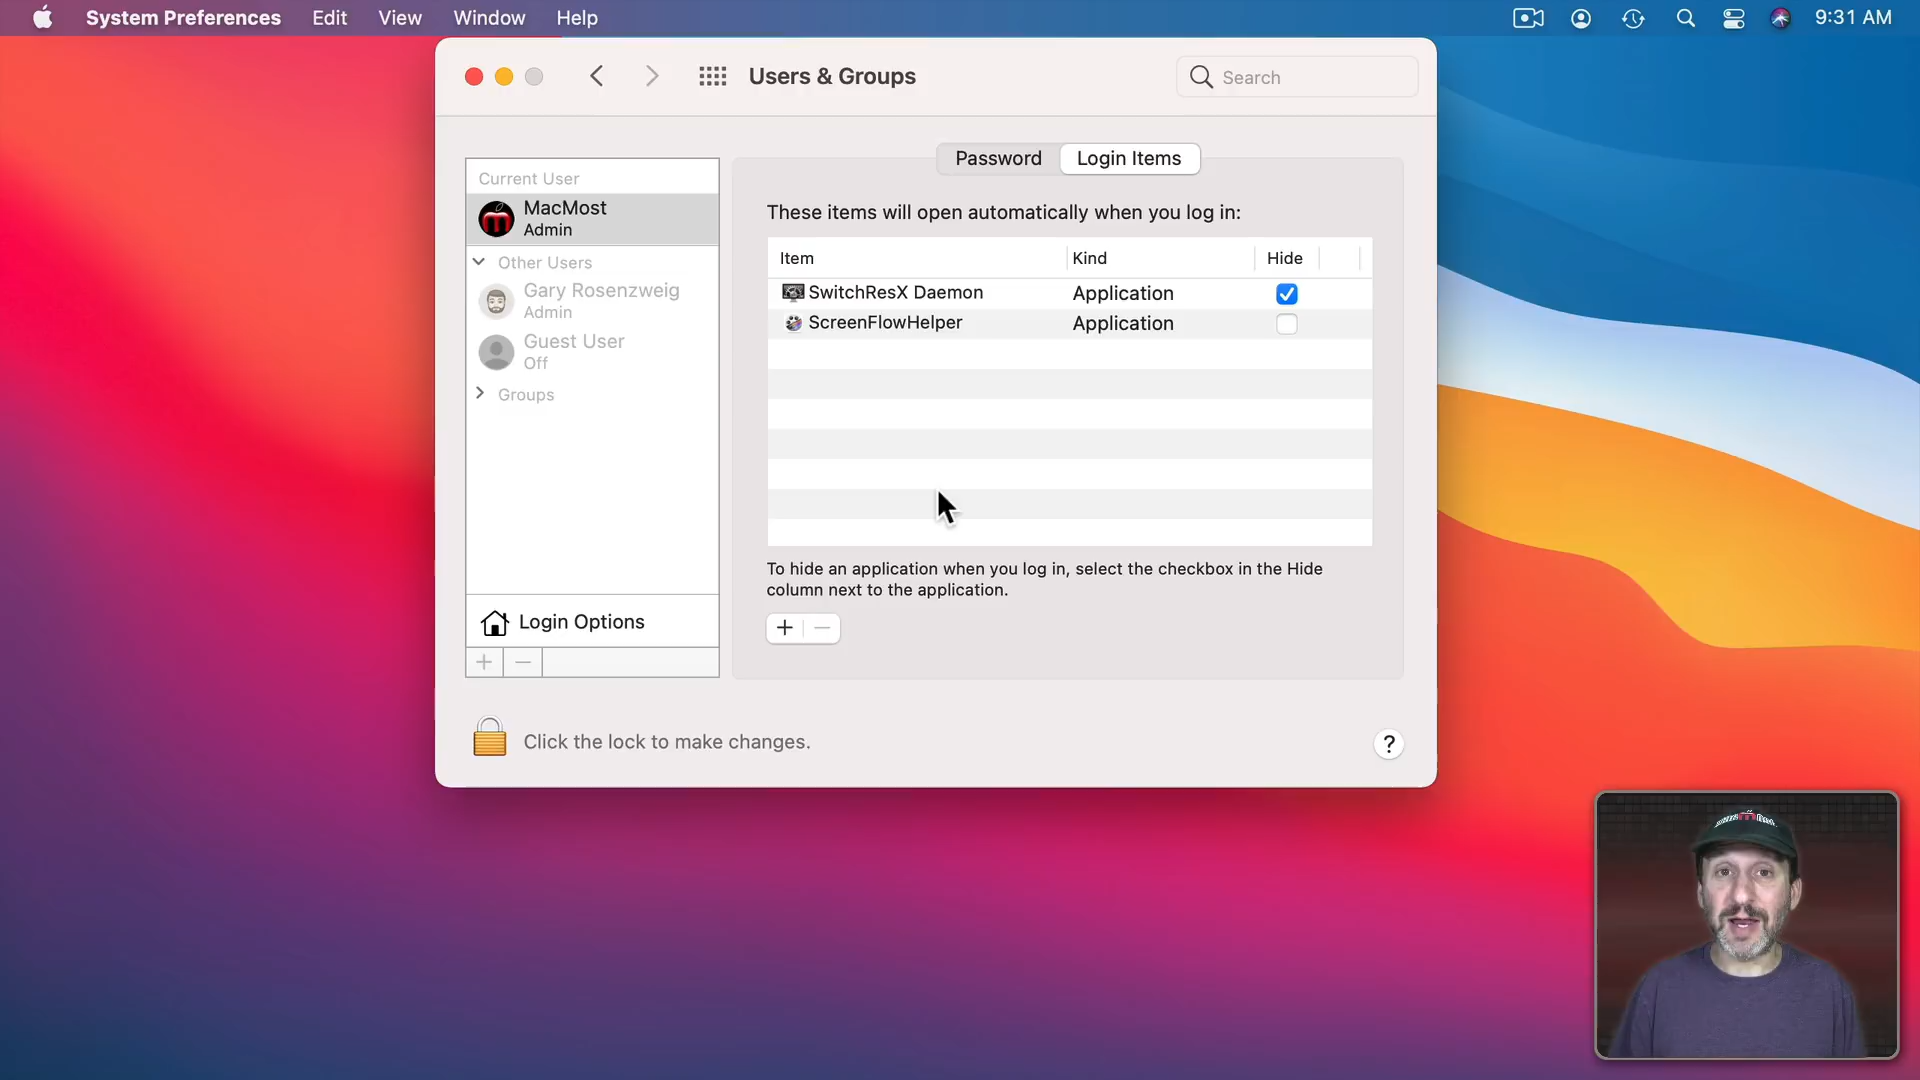 System Preferences Edit View Window Help 9:31 AM
Users & Groups
Search
Password Login Items
Current User
MacMost
Admin
Other Users
Gary Rosenzweig
Admin
Guest User
Off
Groups
Login Options
These items will open automatically when you log in:
Item Kind Hide
SwitchResX Daemon Application
ScreenFlowHelper Application
To hide an application when you log in, select the checkbox in the Hide
column next to the application.
Click the lock to make changes.
?